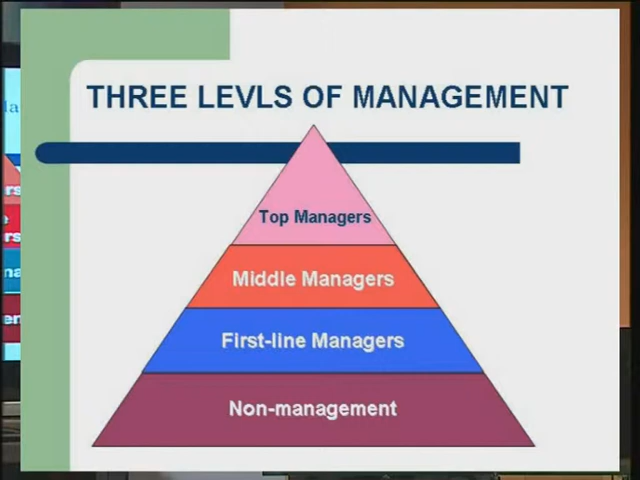 THREE LEVLS OF MANAGEMENT
Top Managers
Middle Managers
First-line Managers
Non-management